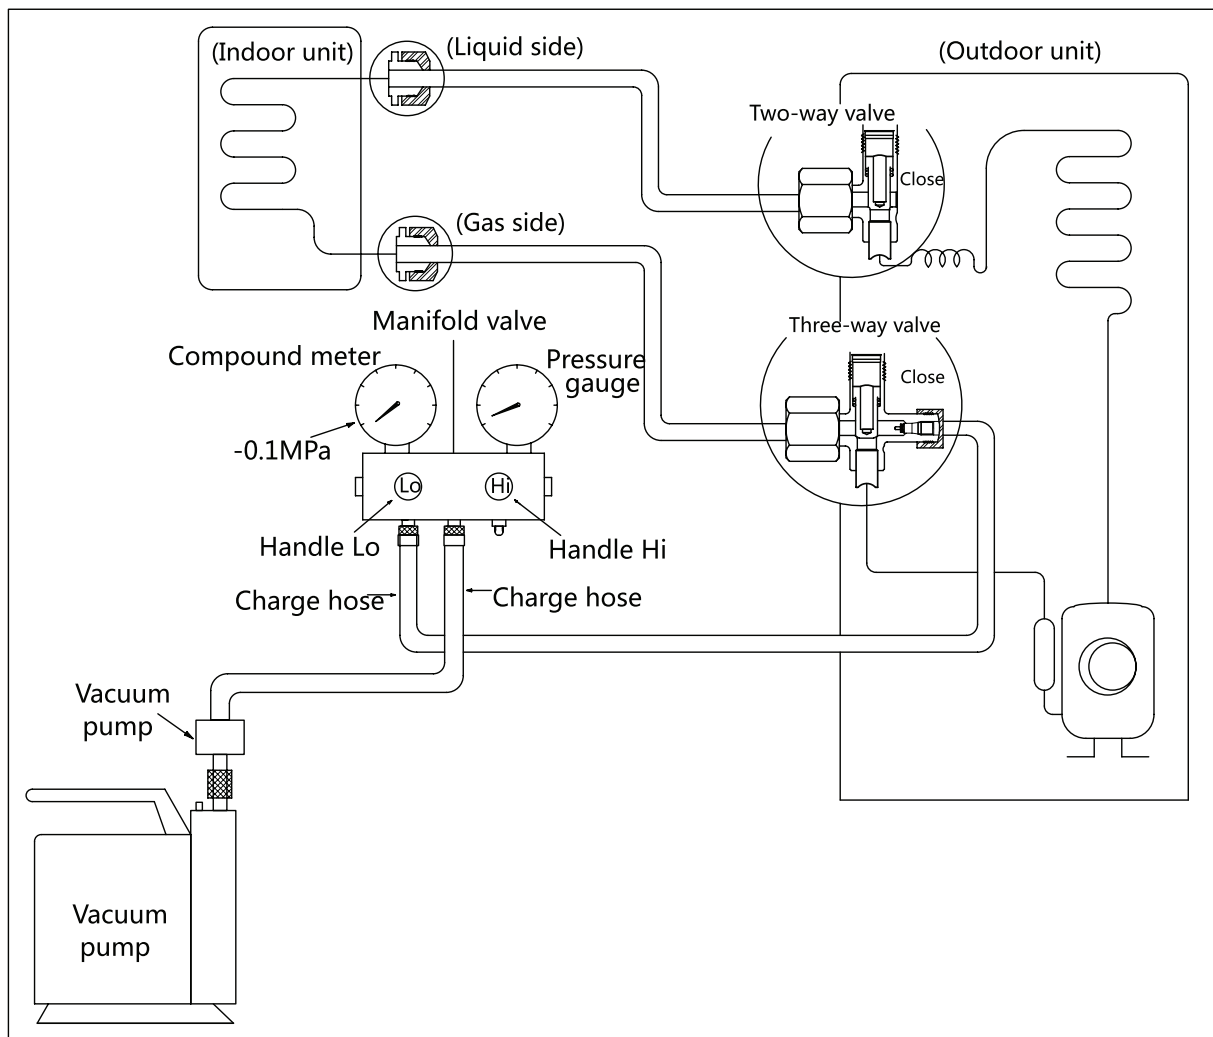 (Indoor unit)
(Liquid side)
(Outdoor unit)
Two-way valve
Close
(Gas side)
Manifold valve
Three-way valve
Compound meter
Pressure
gauge
Close
-0.1MPa
Lo
Hi
Handle Lo
Handle Hi
Charge hose
Charge hose
Vacuum
pump
Vacuum
pump